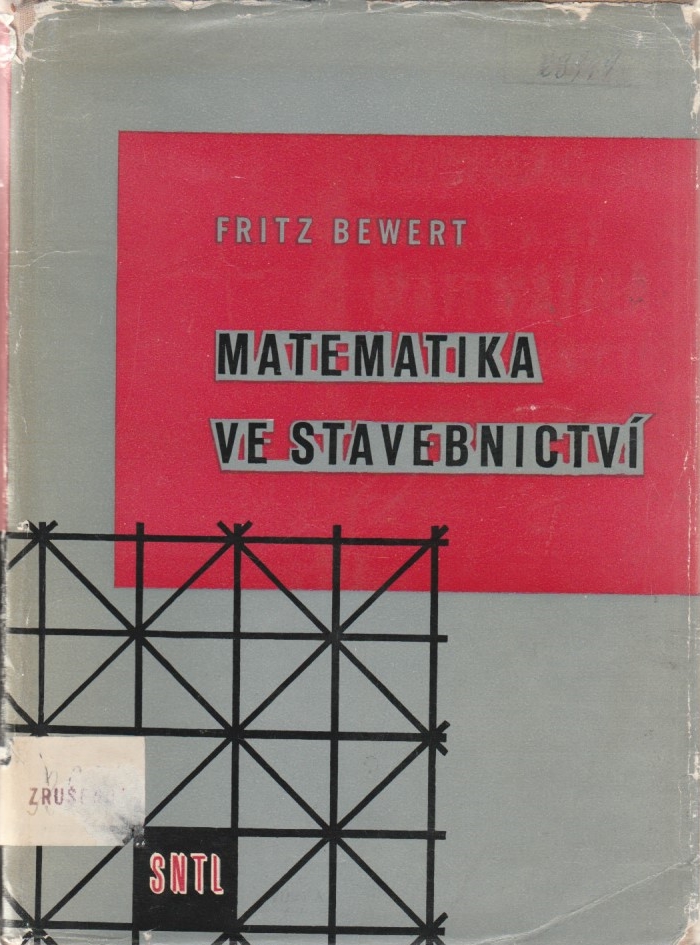 FRITZ BEWERT
MATEMATIKA
VE STAVEBNICTVÍ
SNTL